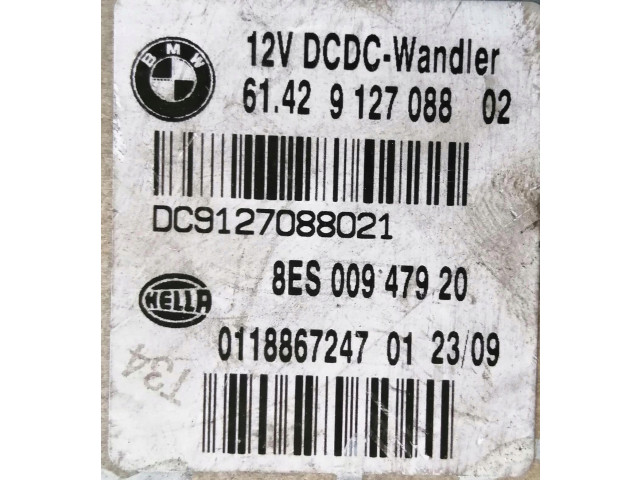 BMW
12V DCDC-Wandler
61.42 9 127 088 02
DC9127088021
8ES 009 479 20
HELLA
0118867247 01 23/09
T34